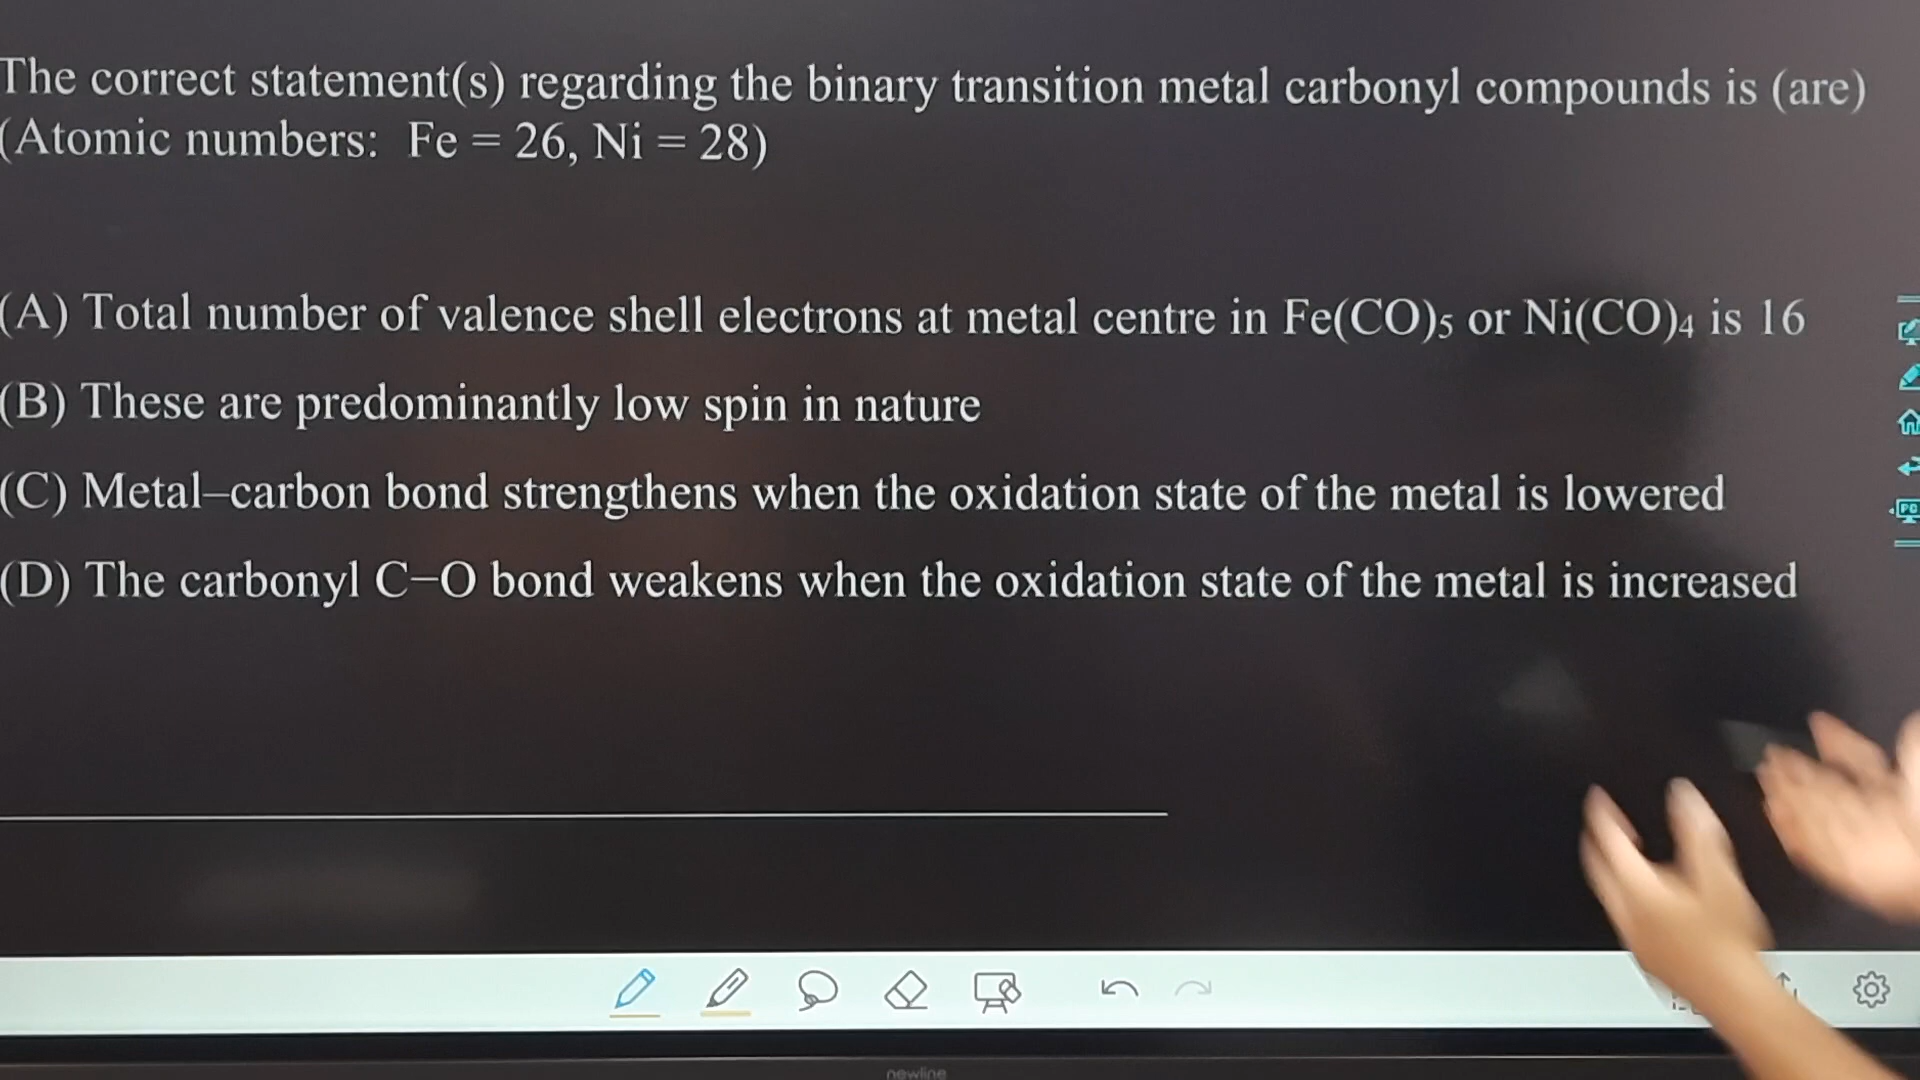 The correct statement(s) regarding the binary transition metal carbonyl compounds is (are)
(Atomic numbers: Fe = 26, Ni = 28)
(A) Total number of valence shell electrons at metal centre in Fe(CO)₅ or Ni(CO)₄ is 16
(B) These are predominantly low spin in nature
(C) Metal–carbon bond strengthens when the oxidation state of the metal is lowered
(D) The carbonyl C−O bond weakens when the oxidation state of the metal is increased
PC
newline